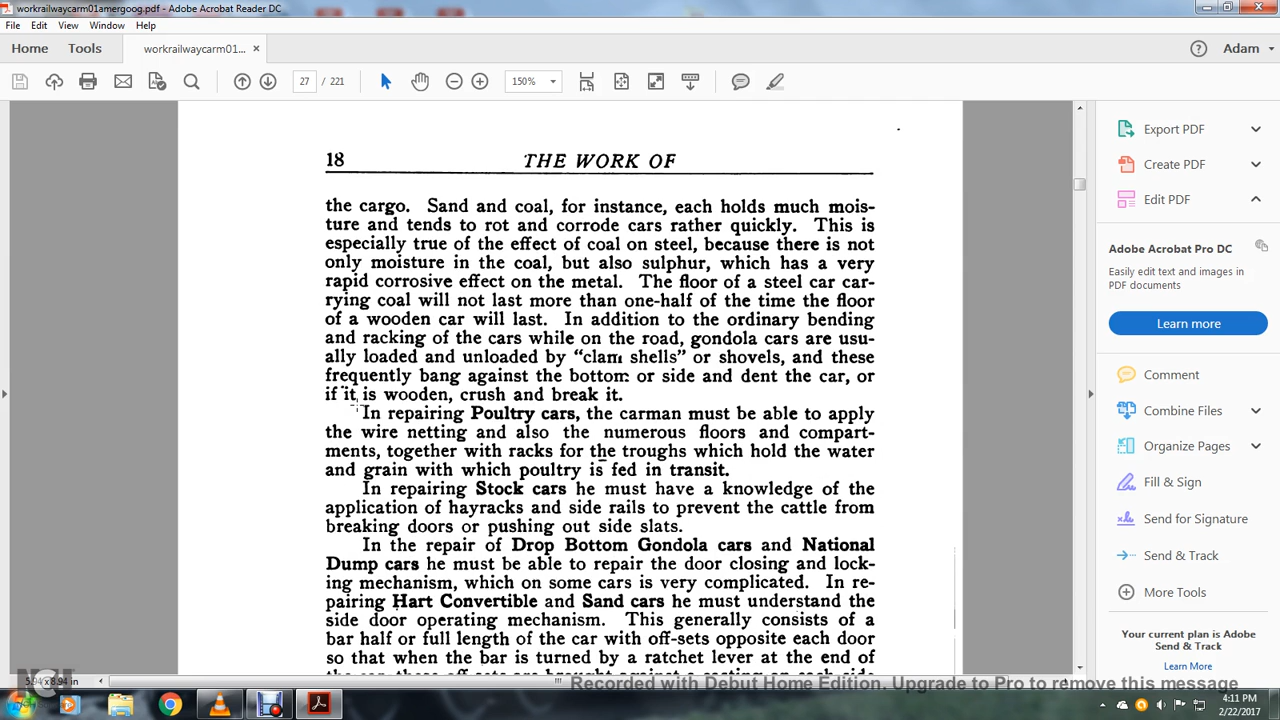 workrailwaycarm01amergoog.pdf - Adobe Acrobat Reader DC
File Edit View Window Help
Home Tools workrailwaycarm01... × Adam
27 / 221 150%
18 THE WORK OF
the cargo. Sand and coal, for instance, each holds much mois-
ture and tends to rot and corrode cars rather quickly. This is
especially true of the effect of coal on steel, because there is not
only moisture in the coal, but also sulphur, which has a very
rapid corrosive effect on the metal. The floor of a steel car car-
rying coal will not last more than one-half of the time the floor
of a wooden car will last. In addition to the ordinary bending
and racking of the cars while on the road, gondola cars are usu-
ally loaded and unloaded by "clam shells" or shovels, and these
frequently bang against the bottom or side and dent the car, or
if it is wooden, crush and break it.
In repairing Poultry cars, the carman must be able to apply
the wire netting and also the numerous floors and compart-
ments, together with racks for the troughs which hold the water
and grain with which poultry is fed in transit.
In repairing Stock cars he must have a knowledge of the
application of hayracks and side rails to prevent the cattle from
breaking doors or pushing out side slats.
In the repair of Drop Bottom Gondola cars and National
Dump cars he must be able to repair the door closing and lock-
ing mechanism, which on some cars is very complicated. In re-
pairing Hart Convertible and Sand cars he must understand the
side door operating mechanism. This generally consists of a
bar half or full length of the car with off-sets opposite each door
so that when the bar is turned by a ratchet lever at the end of
Export PDF
Create PDF
Edit PDF
Adobe Acrobat Pro DC
Easily edit text and images in
PDF documents
Learn more
Comment
Combine Files
Organize Pages
Fill & Sign
Send for Signature
Send & Track
More Tools
Your current plan is Adobe
Send & Track
Learn More
5.94 x 8.94 in
Recorded with Debut Home Edition. Upgrade to Pro to remove this message
4:11 PM
2/22/2017